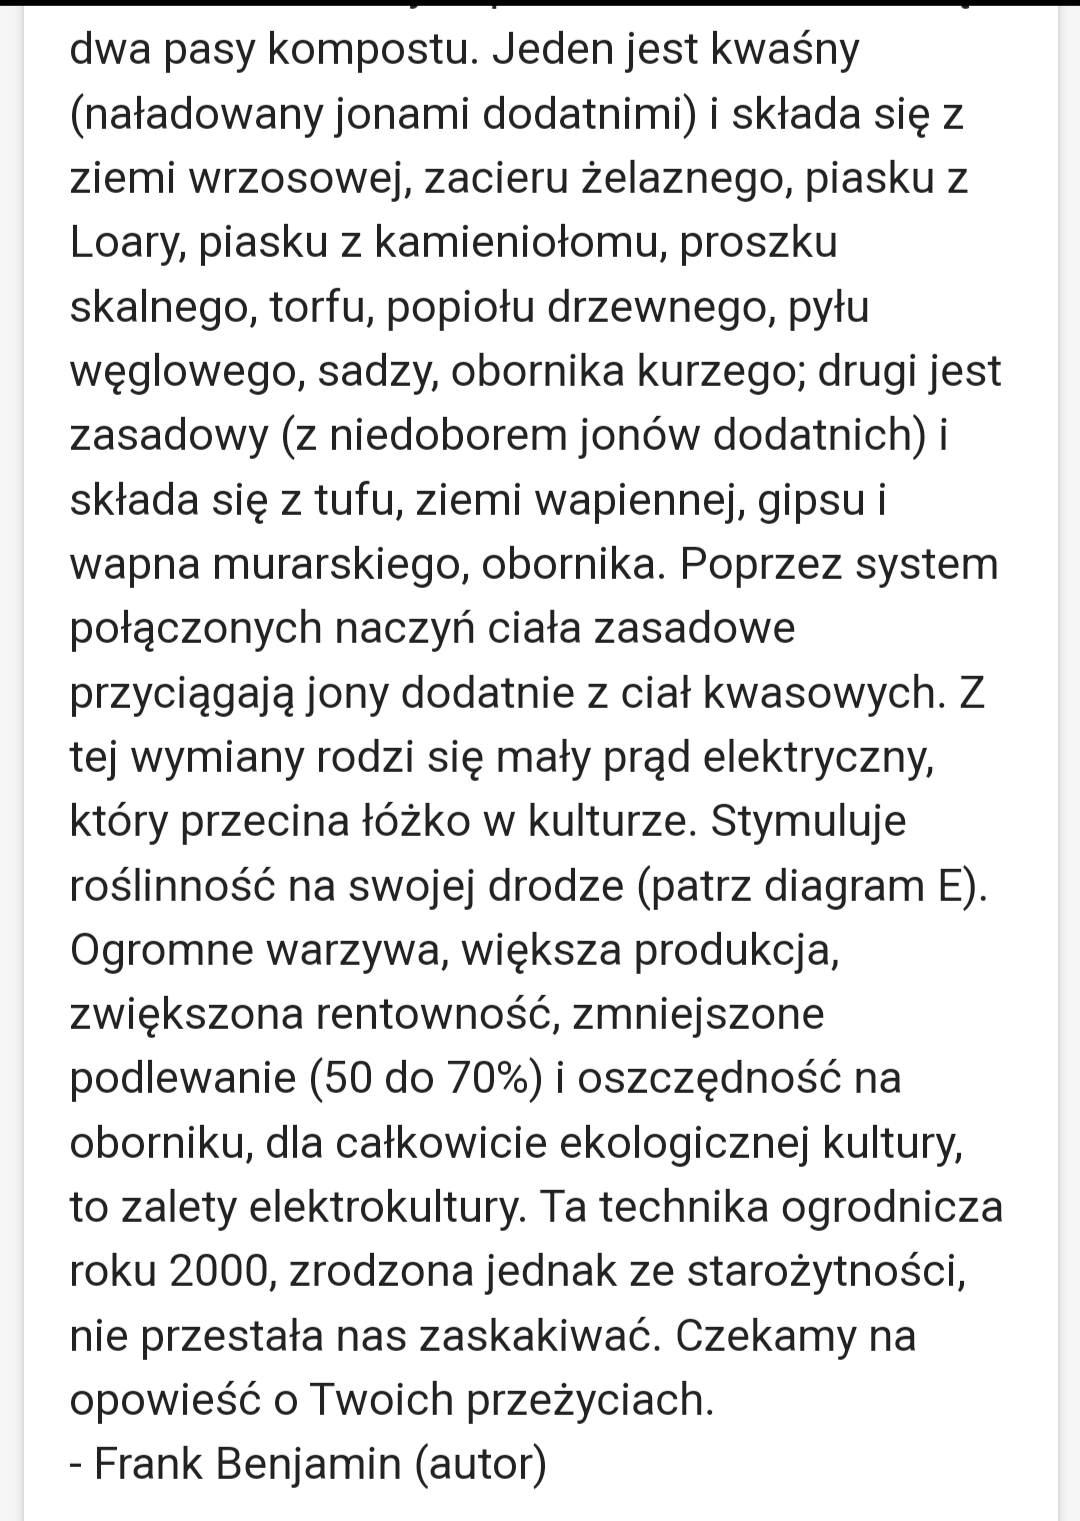 dwa pasy kompostu. Jeden jest kwaśny
(naładowany jonami dodatnimi) i składa się z
ziemi wrzosowej, zacieru żelaznego, piasku z
Loary, piasku z kamieniołomu, proszku
skalnego, torfu, popiołu drzewnego, pyłu
węglowego, sadzy, obornika kurzego; drugi jest
zasadowy (z niedoborem jonów dodatnich) i
składa się z tufu, ziemi wapiennej, gipsu i
wapna murarskiego, obornika. Poprzez system
połączonych naczyń ciała zasadowe
przyciągają jony dodatnie z ciał kwasowych. Z
tej wymiany rodzi się mały prąd elektryczny,
który przecina łóżko w kulturze. Stymuluje
roślinność na swojej drodze (patrz diagram E).
Ogromne warzywa, większa produkcja,
zwiększona rentowność, zmniejszone
podlewanie (50 do 70%) i oszczędność na
oborniku, dla całkowicie ekologicznej kultury,
to zalety elektrokultury. Ta technika ogrodnicza
roku 2000, zrodzona jednak ze starożytności,
nie przestała nas zaskakiwać. Czekamy na
opowieść o Twoich przeżyciach.
- Frank Benjamin (autor)